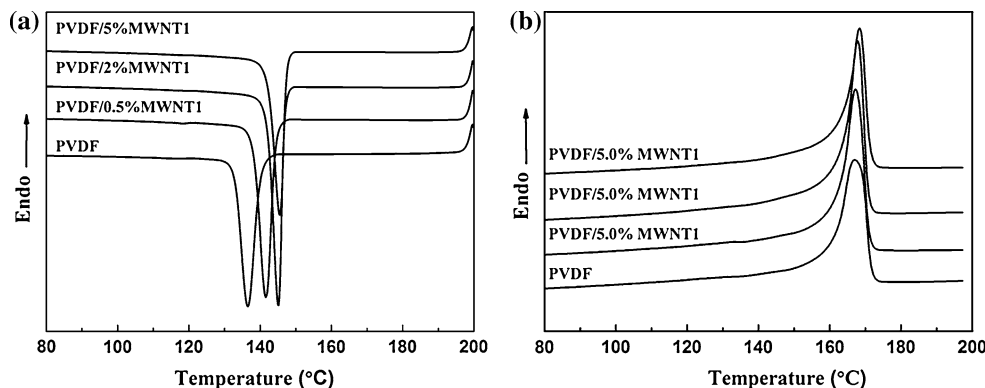 (a)
PVDF/5%MWNT1
PVDF/2%MWNT1
PVDF/0.5%MWNT1
PVDF
Endo
80 100 120 140 160 180 200
Temperature (°C)
(b)
PVDF/5.0% MWNT1
PVDF/5.0% MWNT1
PVDF/5.0% MWNT1
PVDF
Endo
80 100 120 140 160 180 200
Temperature (°C)